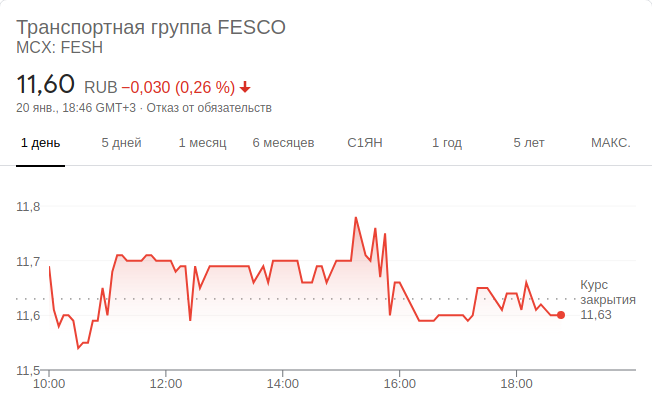 Транспортная группа FESCO
MCX: FESH
11,60 RUB −0,030 (0,26 %)
20 янв., 18:46 GMT+3 · Отказ от обязательств
1 день 5 дней 1 месяц 6 месяцев С1ЯН 1 год 5 лет МАКС.
11,8
11,7
Курс
закрытия
11,63
11,6
11,5
10:00 12:00 14:00 16:00 18:00